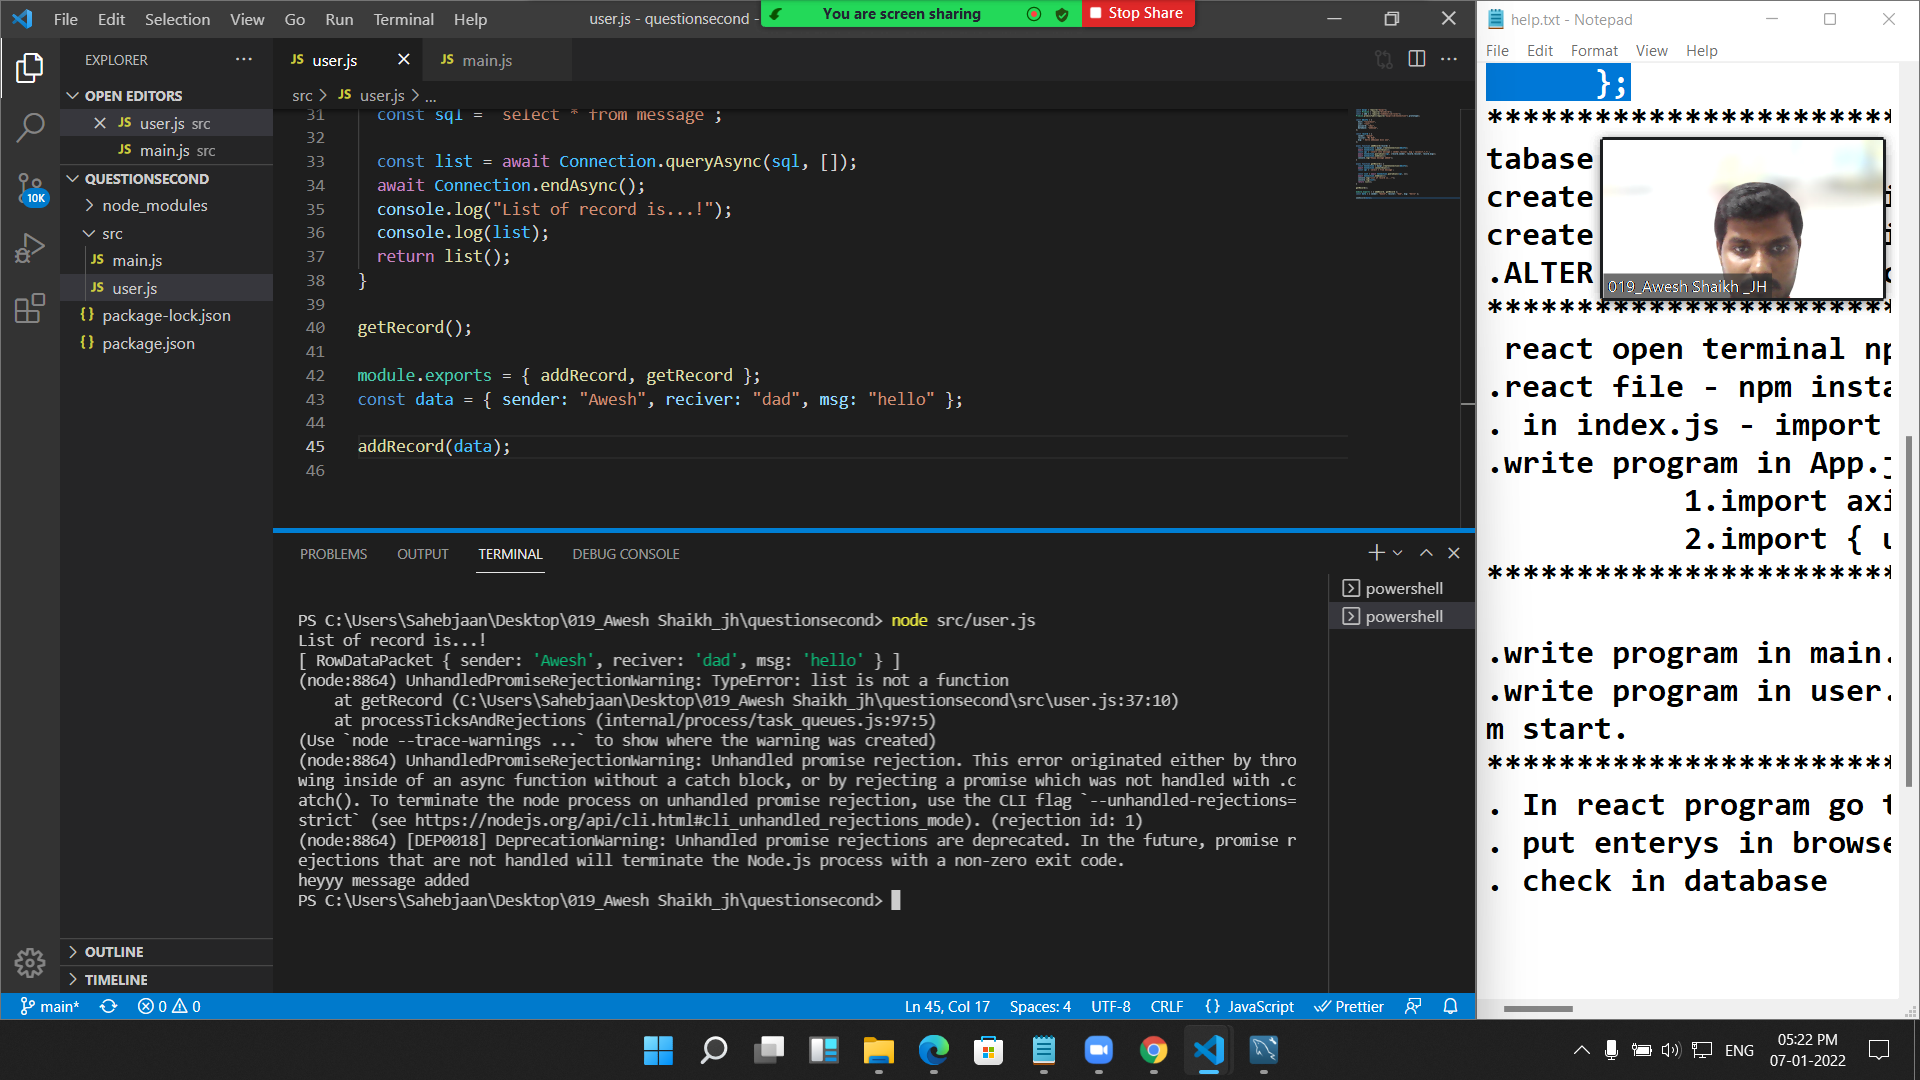 File Edit Selection View Go Run Terminal Help
user.js - questionsecond -
You are screen sharing
Stop Share
EXPLORER
OPEN EDITORS
JS user.js src
JS main.js src
QUESTIONSECOND
node_modules
src
JS main.js
JS user.js
{} package-lock.json
{} package.json
OUTLINE
TIMELINE
10K
JS user.js
JS main.js
src > JS user.js > ...
31 const sql = select * from message ;
32
33 const list = await Connection.queryAsync(sql, []);
34 await Connection.endAsync();
35 console.log("List of record is...!");
36 console.log(list);
37 return list();
38 }
39
40 getRecord();
41
42 module.exports = { addRecord, getRecord };
43 const data = { sender: "Awesh", reciver: "dad", msg: "hello" };
44
45 addRecord(data);
46
PROBLEMS OUTPUT TERMINAL DEBUG CONSOLE
powershell
powershell
PS C:\Users\Sahebjaan\Desktop\019_Awesh Shaikh_jh\questionsecond> node src/user.js
List of record is...!
[ RowDataPacket { sender: 'Awesh', reciver: 'dad', msg: 'hello' } ]
(node:8864) UnhandledPromiseRejectionWarning: TypeError: list is not a function
at getRecord (C:\Users\Sahebjaan\Desktop\019_Awesh Shaikh_jh\questionsecond\src\user.js:37:10)
at processTicksAndRejections (internal/process/task_queues.js:97:5)
(Use `node --trace-warnings ...` to show where the warning was created)
(node:8864) UnhandledPromiseRejectionWarning: Unhandled promise rejection. This error originated either by thro
wing inside of an async function without a catch block, or by rejecting a promise which was not handled with .c
atch(). To terminate the node process on unhandled promise rejection, use the CLI flag `--unhandled-rejections=
strict` (see https://nodejs.org/api/cli.html#cli_unhandled_rejections_mode). (rejection id: 1)
(node:8864) [DEP0018] DeprecationWarning: Unhandled promise rejections are deprecated. In the future, promise r
ejections that are not handled will terminate the Node.js process with a non-zero exit code.
heyyy message added
PS C:\Users\Sahebjaan\Desktop\019_Awesh Shaikh_jh\questionsecond>
main* 0 0
Ln 45, Col 17 Spaces: 4 UTF-8 CRLF {} JavaScript Prettier
help.txt - Notepad
File Edit Format View Help
};
***********************
tabase
create
create
.ALTER
019_Awesh Shaikh _JH
***********************
react open terminal np
.react file - npm insta
. in index.js - import
.write program in App.j
1.import axi
2.import { u
***********************
.write program in main.
.write program in user.
m start.
***********************
. In react program go t
. put enterys in browse
. check in database
ENG
05:22 PM
07-01-2022